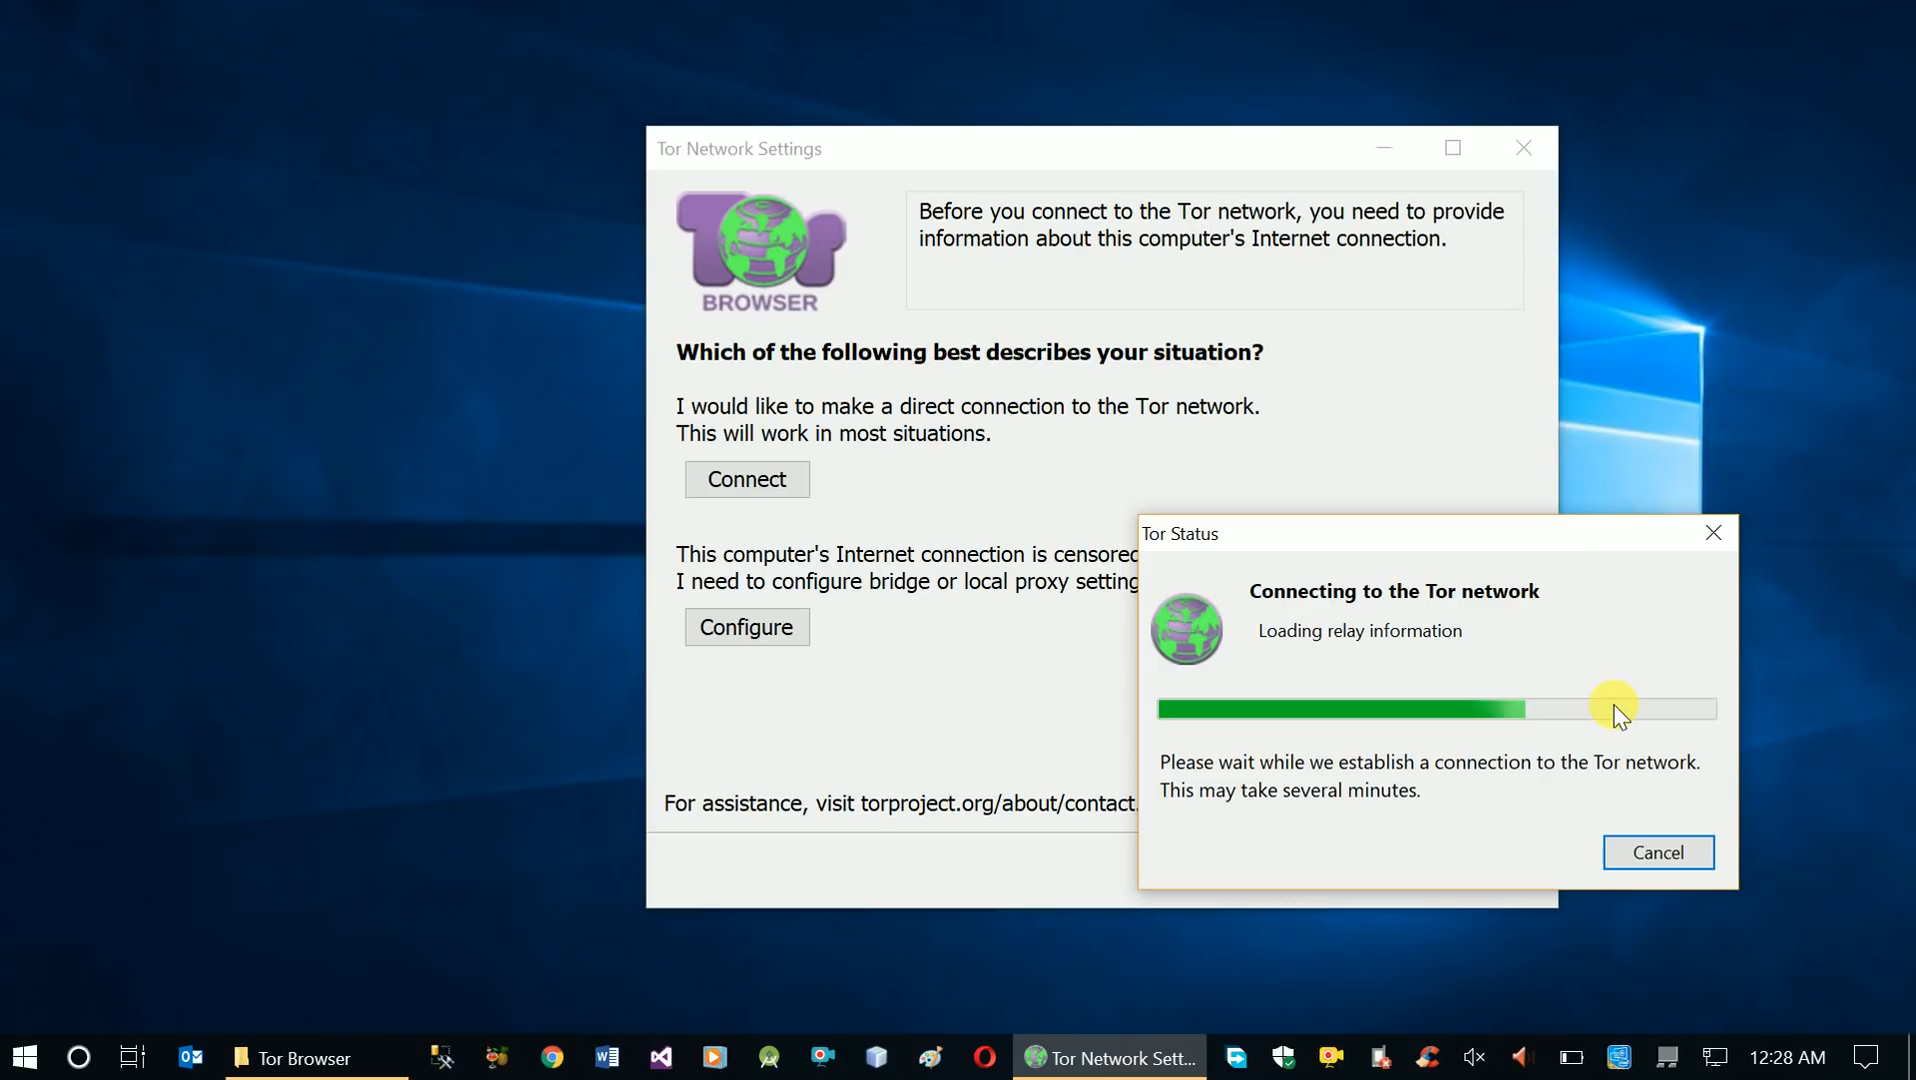 Tor Network Settings
Tor
BROWSER
Before you connect to the Tor network, you need to provide
information about this computer's Internet connection.
Which of the following best describes your situation?
I would like to make a direct connection to the Tor network.
This will work in most situations.
Connect
This computer's Internet connection is censored
I need to configure bridge or local proxy setting
Configure
For assistance, visit torproject.org/about/contact.
Tor Status
Connecting to the Tor network
Loading relay information
Please wait while we establish a connection to the Tor network.
This may take several minutes.
Cancel
Tor Browser
Tor Network Sett...
12:28 AM